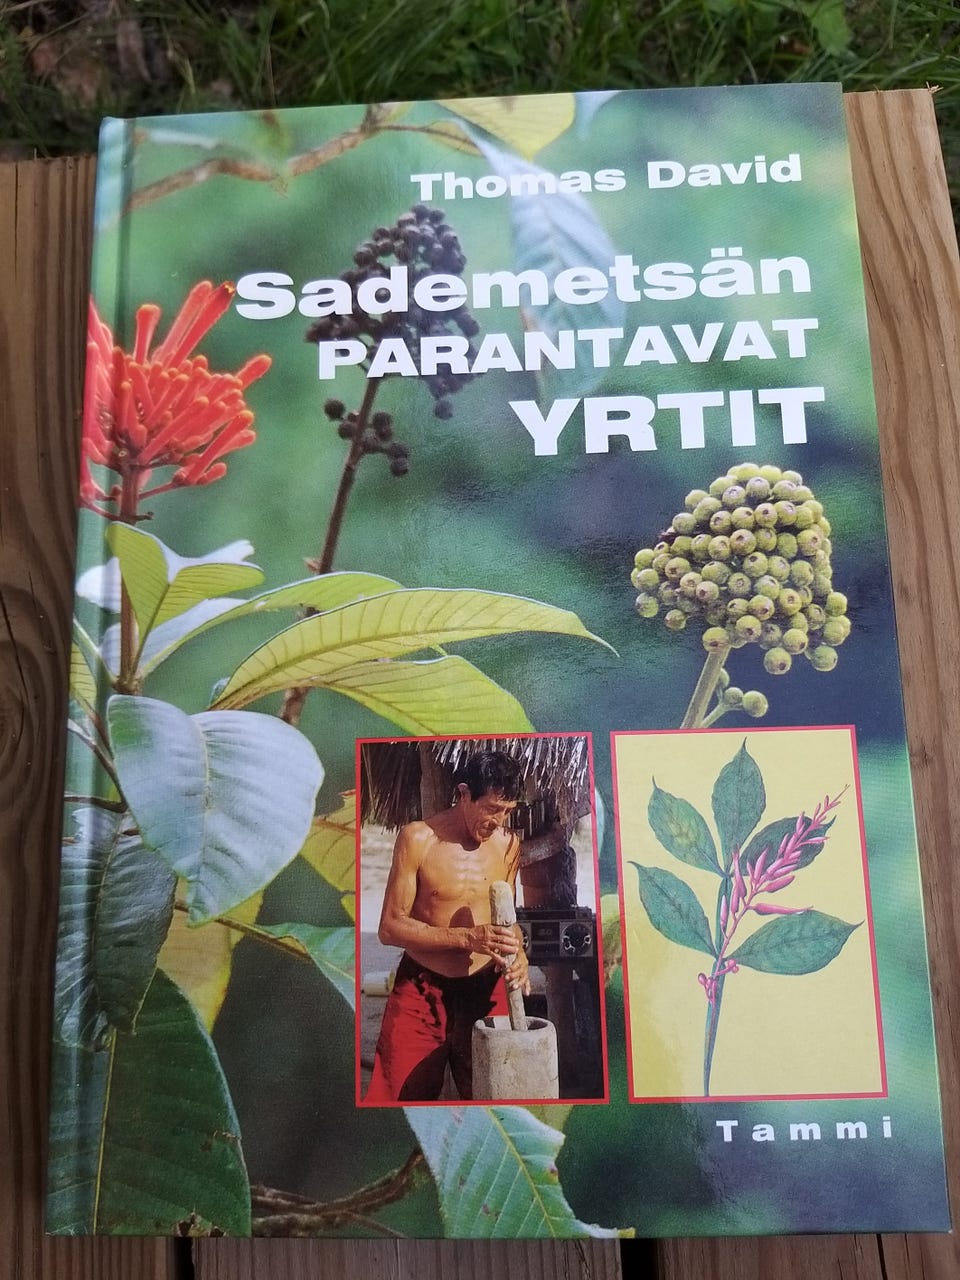 Thomas David
Sademetsän
PARANTAVAT
YRTIT
Tammi